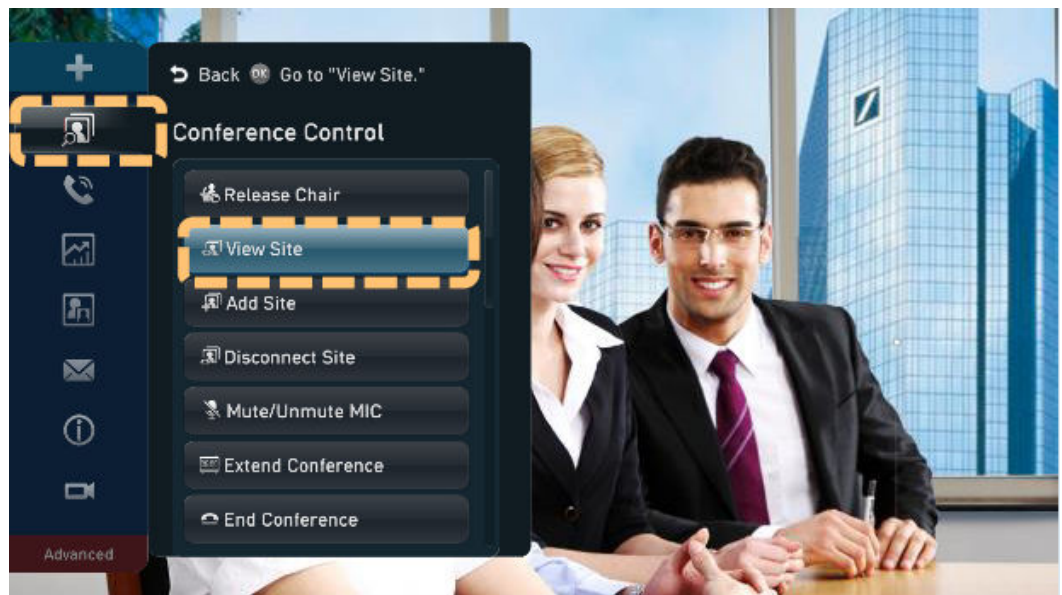 Back OK Go to "View Site."
Conference Control
Release Chair
View Site
Add Site
Disconnect Site
Mute/Unmute MIC
Extend Conference
End Conference
Advanced